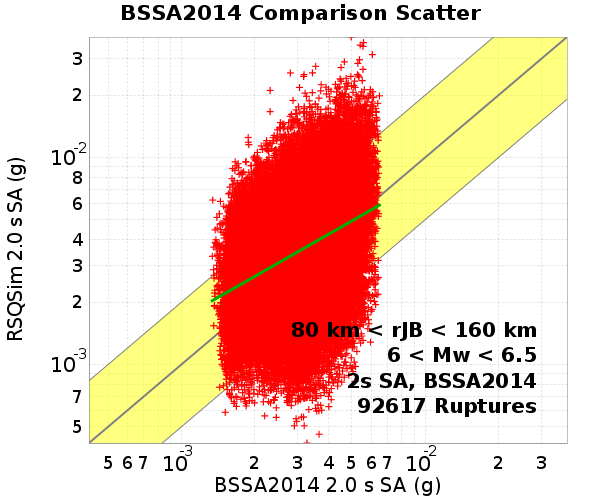 BSSA2014 Comparison Scatter
RSQSim 2.0 s SA (g)
3
2
10-2
8
6
4
3
2
10-3
7
5
80 km < rJB < 160 km
6 < Mw < 6.5
2s SA, BSSA2014
92617 Ruptures
5 6 7 10-3 2 3 4 5 6 7 10-2 2 3
BSSA2014 2.0 s SA (g)